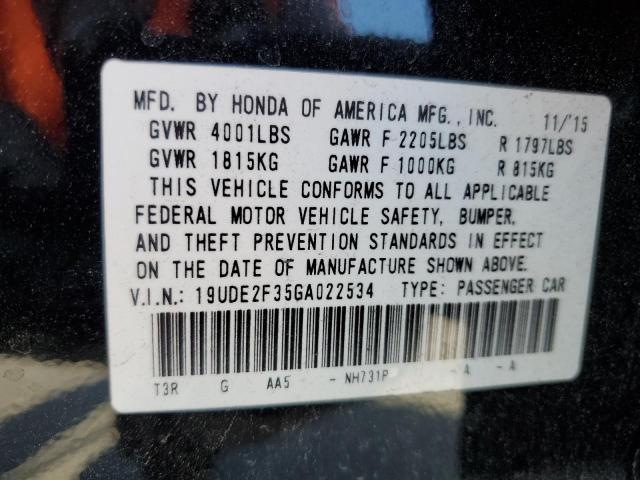 MFD. BY HONDA OF AMERICA MFG., INC. 11/'15
GVWR 4001LBS GAWR F 2205LBS R 1797LBS
GVWR 1815KG GAWR F 1000KG R 815KG
THIS VEHICLE CONFORMS TO ALL APPLICABLE
FEDERAL MOTOR VEHICLE SAFETY, BUMPER,
AND THEFT PREVENTION STANDARDS IN EFFECT
ON THE DATE OF MANUFACTURE SHOWN ABOVE.
V.I.N.: 19UDE2F35GA022534 TYPE: PASSENGER CAR
T3R G AA5 - NH731P - A - A